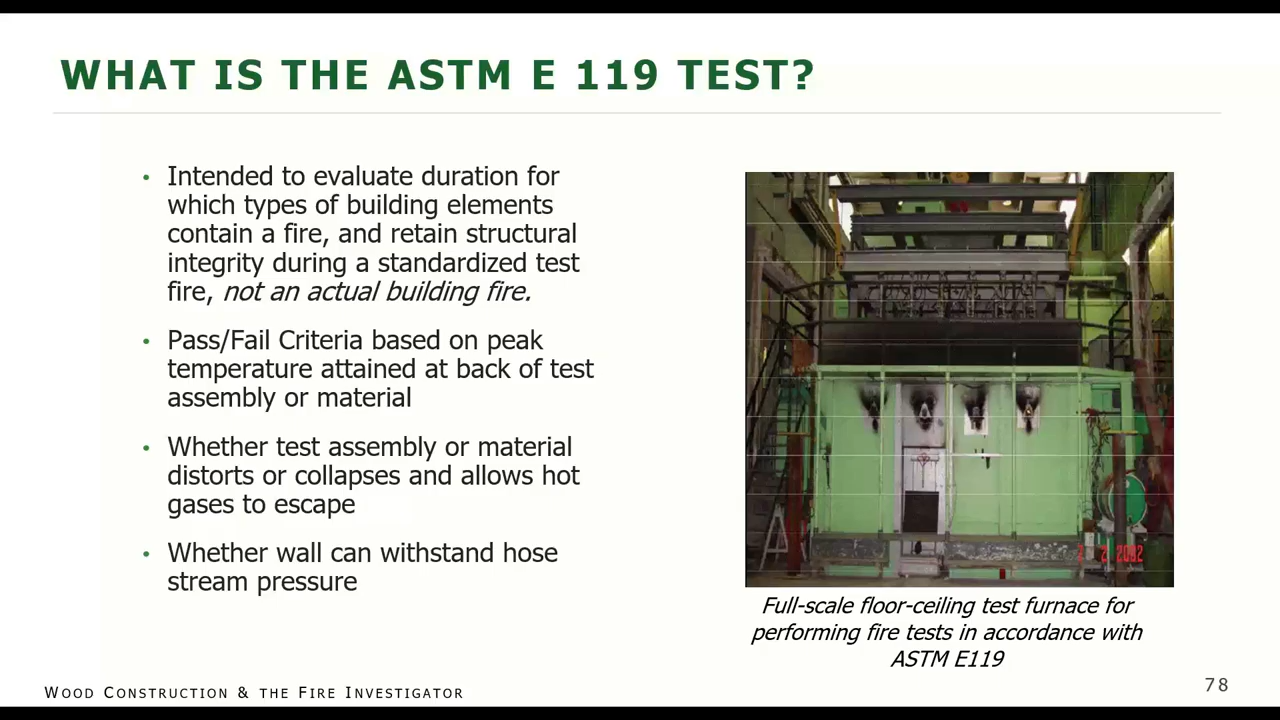 WHAT IS THE ASTM E 119 TEST?
• Intended to evaluate duration for
which types of building elements
contain a fire, and retain structural
integrity during a standardized test
fire, not an actual building fire.
• Pass/Fail Criteria based on peak
temperature attained at back of test
assembly or material
• Whether test assembly or material
distorts or collapses and allows hot
gases to escape
• Whether wall can withstand hose
stream pressure
Full-scale floor-ceiling test furnace for
performing fire tests in accordance with
ASTM E119
WOOD CONSTRUCTION & THE FIRE INVESTIGATOR
78